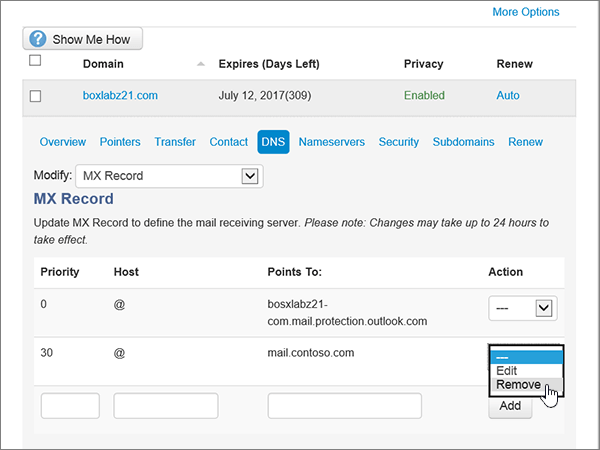 More Options
Show Me How
Domain Expires (Days Left) Privacy Renew
boxlabz21.com July 12, 2017(309) Enabled Auto
Overview Pointers Transfer Contact DNS Nameservers Security Subdomains Renew
Modify: MX Record
MX Record
Update MX Record to define the mail receiving server. Please note: Changes may take up to 24 hours to
take effect.
Priority Host Points To: Action
0 @ bosxlabz21- ---
com.mail.protection.outlook.com
30 @ mail.contoso.com
---
Edit
Remove
Add